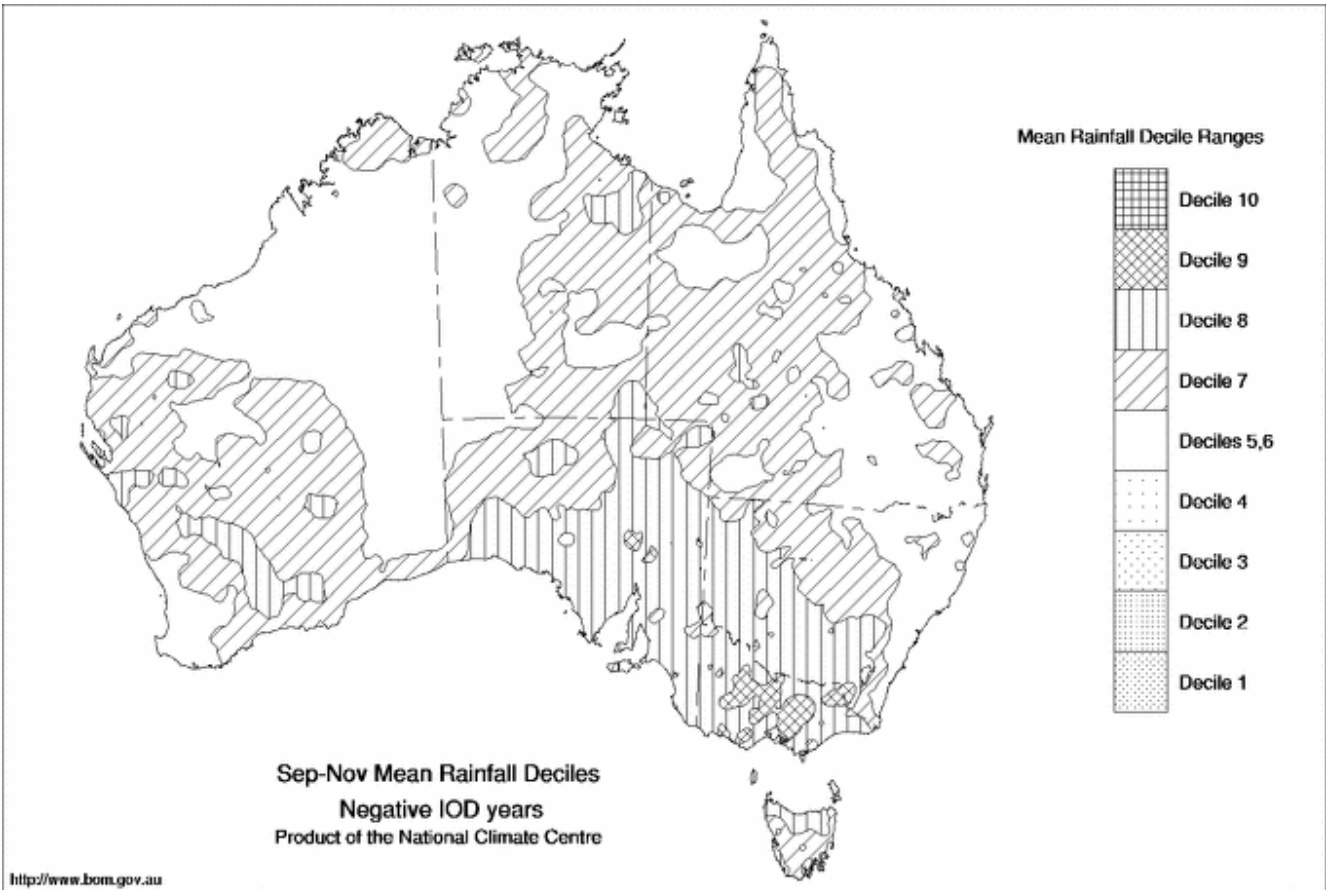 Mean Rainfall Decile Ranges
Decile 10
Decile 9
Decile 8
Decile 7
Deciles 5,6
Decile 4
Decile 3
Decile 2
Decile 1
Sep-Nov Mean Rainfall Deciles
Negative IOD years
Product of the National Climate Centre
http://www.bom.gov.au